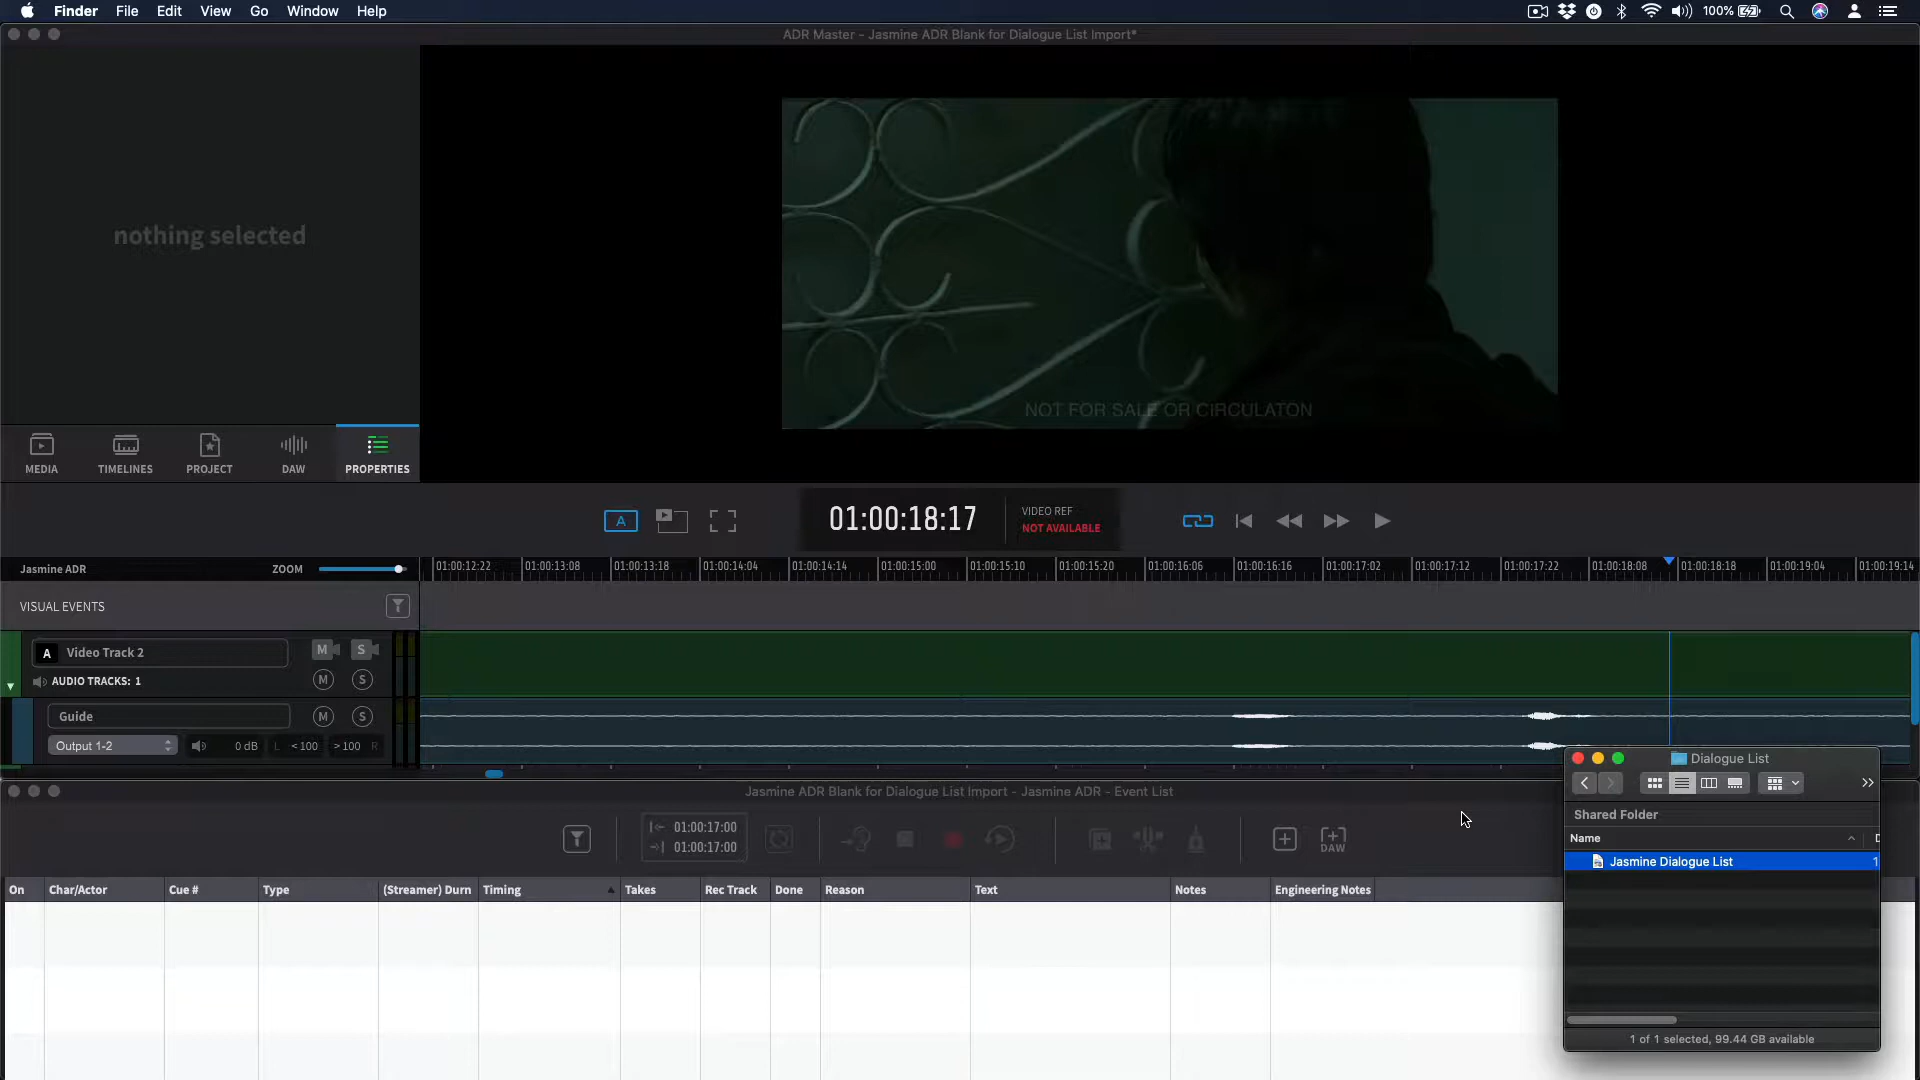 Finder File Edit View Go Window Help 100%
ADR Master - Jasmine ADR Blank for Dialogue List Import*
nothing selected
NOT FOR SALE OR CIRCULATON
MEDIA TIMELINES PROJECT DAW PROPERTIES
A 01:00:18:17 VIDEO REF
NOT AVAILABLE
Jasmine ADR ZOOM 01:00:12:22 01:00:13:08 01:00:13:18 01:00:14:04 01:00:14:14 01:00:15:00 01:00:15:10 01:00:15:20 01:00:16:06 01:00:16:16 01:00:17:02 01:00:17:12 01:00:17:22 01:00:18:08 01:00:18:18 01:00:19:04 01:00:19:14
VISUAL EVENTS
A Video Track 2 M S
AUDIO TRACKS: 1 M S
Guide M S
Output 1-2 0 dB L <100 >100 R
Jasmine ADR Blank for Dialogue List Import - Jasmine ADR - Event List
01:00:17:00
01:00:17:00
DAW
On Char/Actor Cue # Type (Streamer) Durn Timing Takes Rec Track Done Reason Text Notes Engineering Notes
Dialogue List
Shared Folder
Name
Jasmine Dialogue List 1
1 of 1 selected, 99.44 GB available